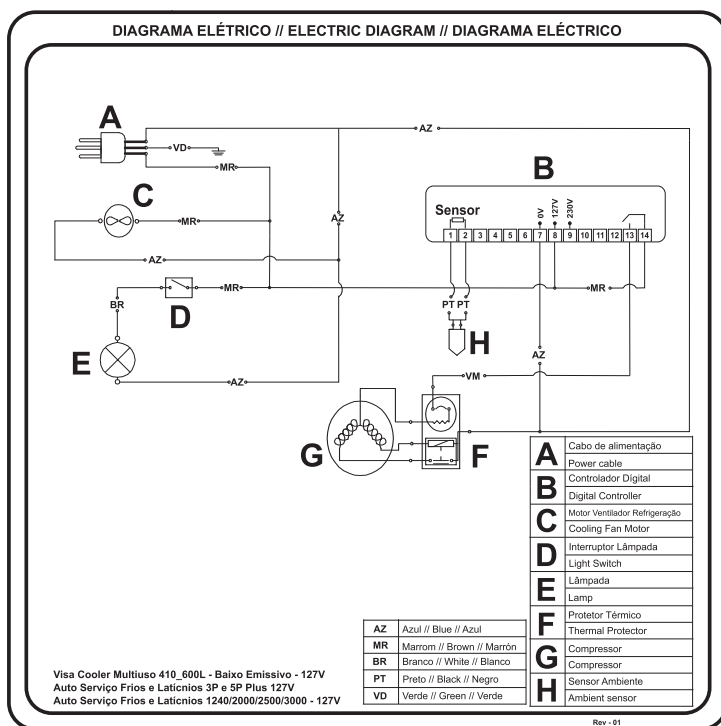 DIAGRAMA ELÉTRICO // ELECTRIC DIAGRAM // DIAGRAMA ELÉCTRICO
A
AZ
VD
MR
B
C
Sensor
0V
127V
230V
MR
AZ
1 2 3 4 5 6 7 8 9 10 11 12 13 14
AZ
MR
MR
BR
D
PT PT
H
E
AZ
AZ
VM
G
F
A Cabo de alimentação
Power cable
B Controlador Digital
Digital Controller
C Motor Ventilador Refrigeração
Cooling Fan Motor
D Interruptor Lâmpada
Light Switch
E Lâmpada
Lamp
F Protetor Térmico
Thermal Protector
G Compressor
Compressor
H Sensor Ambiente
Ambient sensor
AZ Azul // Blue // Azul
MR Marrom // Brown // Marrón
BR Branco // White // Blanco
PT Preto // Black // Negro
VD Verde // Green // Verde
Visa Cooler Multiuso 410_600L - Baixo Emissivo - 127V
Auto Serviço Frios e Laticnios 3P e 5P Plus 127V
Auto Serviço Frios e Laticnios 1240/2000/2500/3000 - 127V
Rev - 01